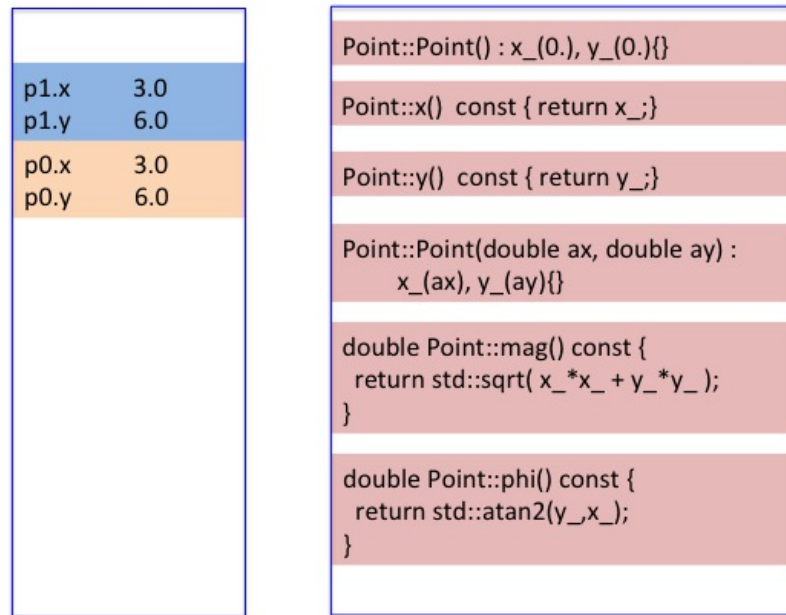 p1.x 3.0
p1.y 6.0
p0.x 3.0
p0.y 6.0
Point::Point() : x_(0.), y_(0.){}
Point::x() const { return x_;}
Point::y() const { return y_;}
Point::Point(double ax, double ay) :
x_(ax), y_(ay){}
double Point::mag() const {
return std::sqrt( x_*x_ + y_*y_ );
}
double Point::phi() const {
return std::atan2(y_,x_);
}